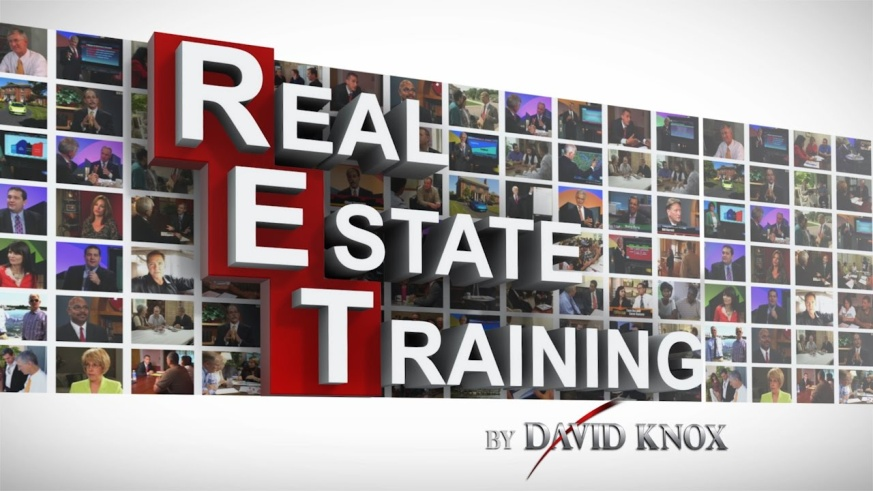 REAL
ESTATE
TRAINING
BY DAVID KNOX